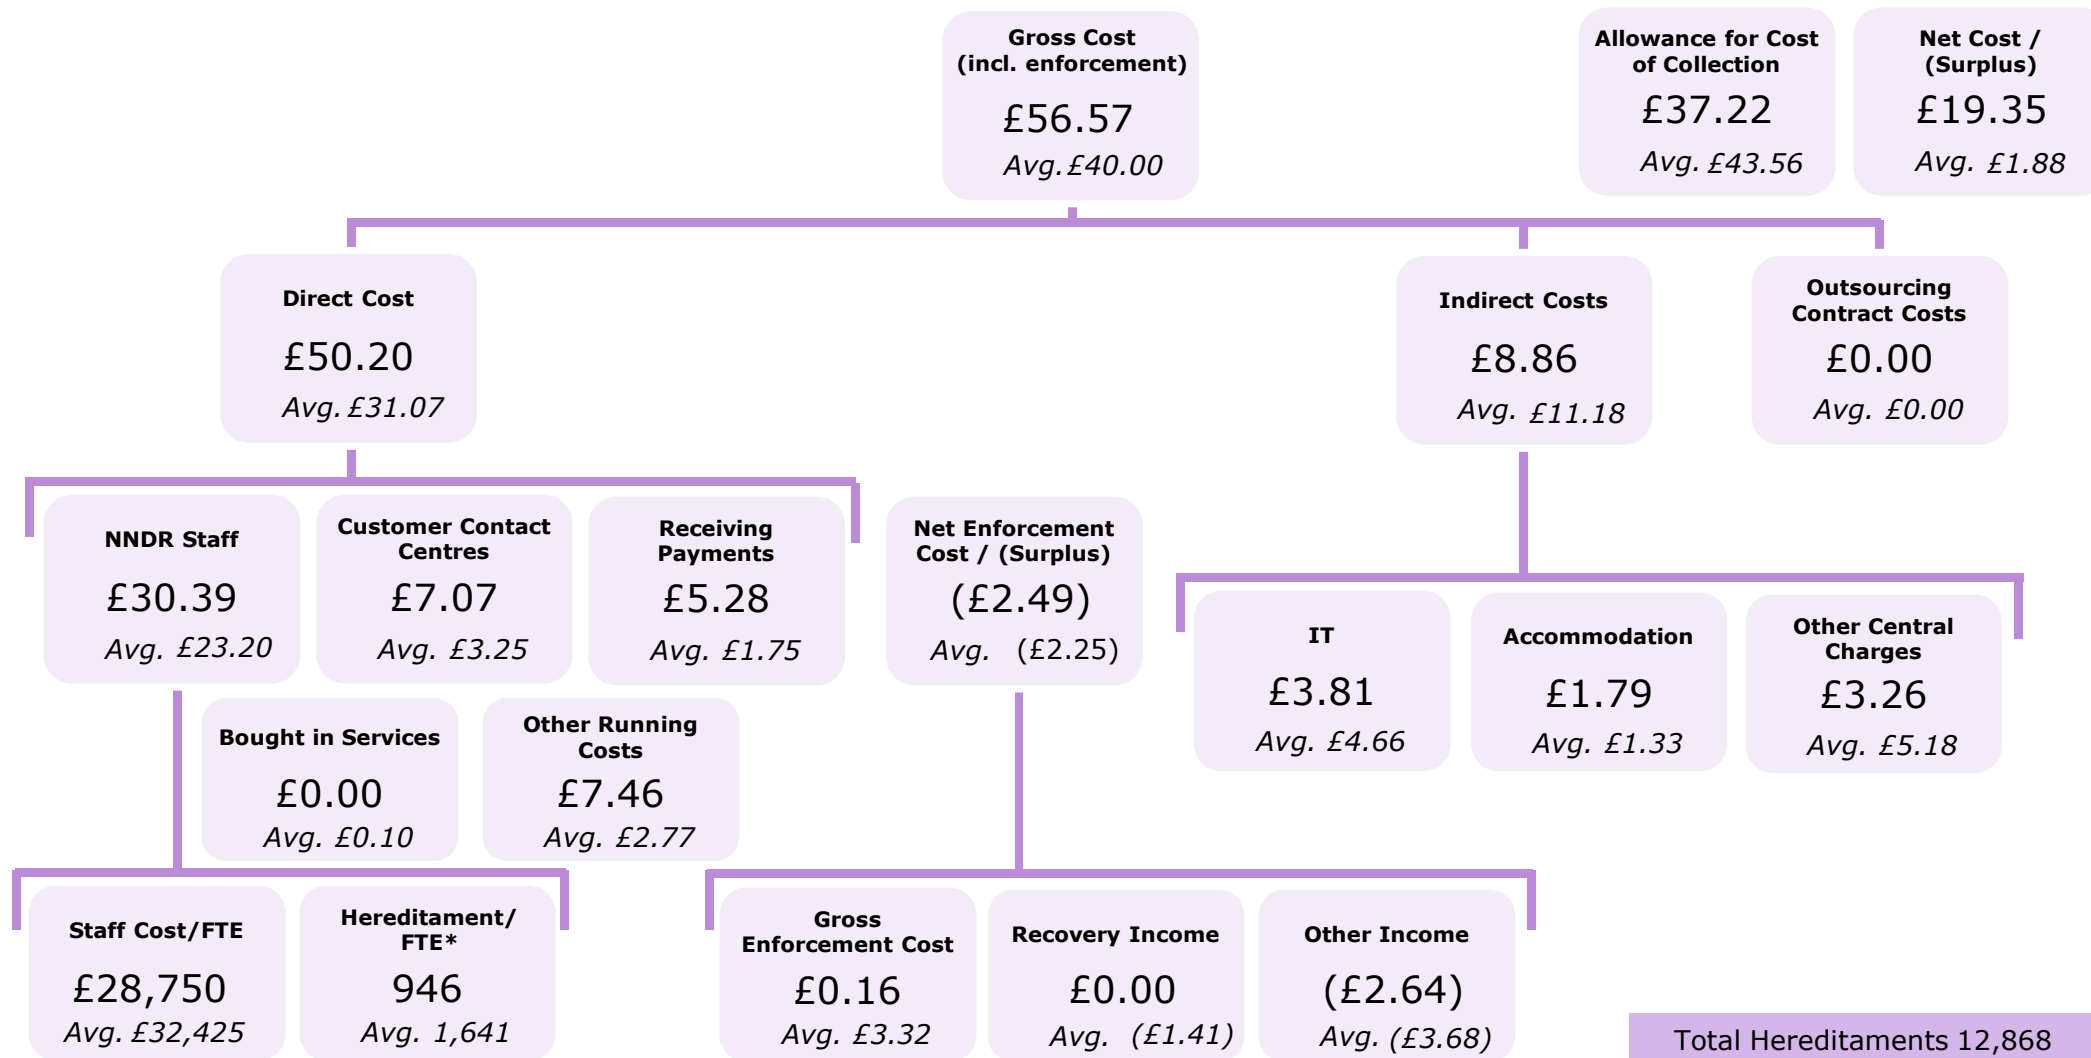 Gross Cost
(incl. enforcement)
£56.57
Avg. £40.00
Allowance for Cost
of Collection
£37.22
Avg. £43.56
Net Cost /
(Surplus)
£19.35
Avg. £1.88
Direct Cost
£50.20
Avg. £31.07
Indirect Costs
£8.86
Avg. £11.18
Outsourcing
Contract Costs
£0.00
Avg. £0.00
NNDR Staff
£30.39
Avg. £23.20
Customer Contact
Centres
£7.07
Avg. £3.25
Receiving
Payments
£5.28
Avg. £1.75
Net Enforcement
Cost / (Surplus)
(£2.49)
Avg. (£2.25)
IT
£3.81
Avg. £4.66
Accommodation
£1.79
Avg. £1.33
Other Central
Charges
£3.26
Avg. £5.18
Bought in Services
£0.00
Avg. £0.10
Other Running
Costs
£7.46
Avg. £2.77
Staff Cost/FTE
£28,750
Avg. £32,425
Hereditament/
FTE*
946
Avg. 1,641
Gross
Enforcement Cost
£0.16
Avg. £3.32
Recovery Income
£0.00
Avg. (£1.41)
Other Income
(£2.64)
Avg. (£3.68)
Total Hereditaments 12,868